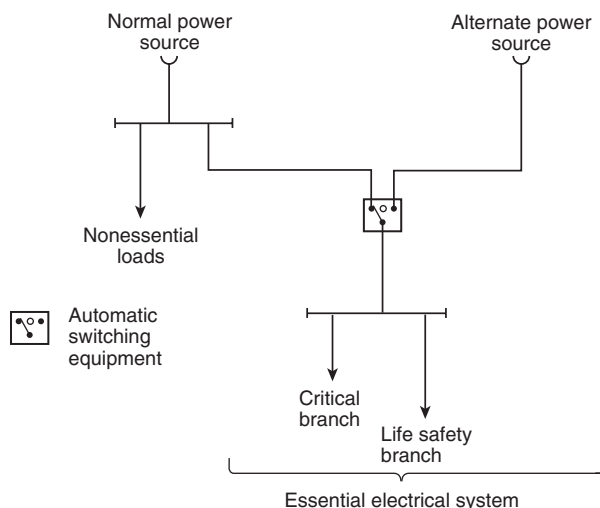 Normal power
source
Alternate power
source
Nonessential
loads
Automatic
switching
equipment
Critical
branch
Life safety
branch
Essential electrical system